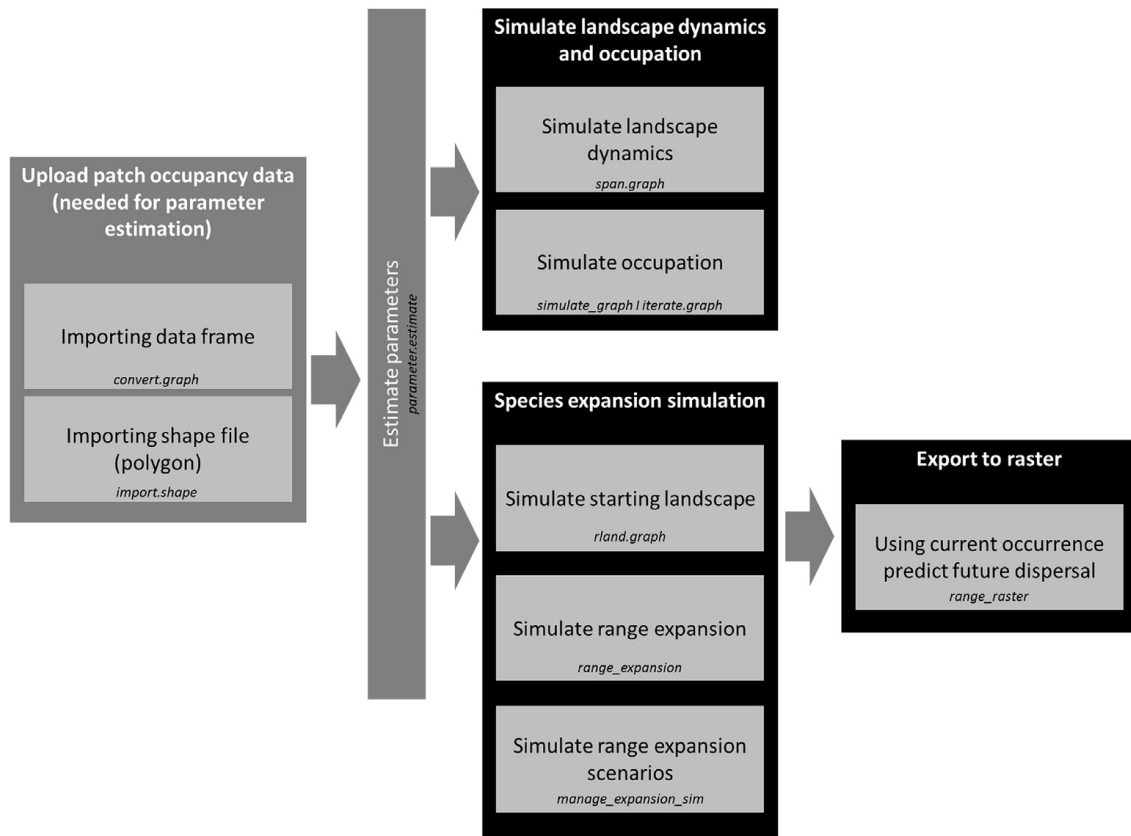 Upload patch occupancy data
(needed for parameter
estimation)
Importing data frame
convert.graph
Importing shape file
(polygon)
import.shape
Estimate parameters
parameter.estimate
Simulate landscape dynamics
and occupation
Simulate landscape
dynamics
span.graph
Simulate occupation
simulate_graph I iterate.graph
Species expansion simulation
Simulate starting landscape
rland.graph
Simulate range expansion
range_expansion
Simulate range expansion
scenarios
manage_expansion_sim
Export to raster
Using current occurrence
predict future dispersal
range_raster